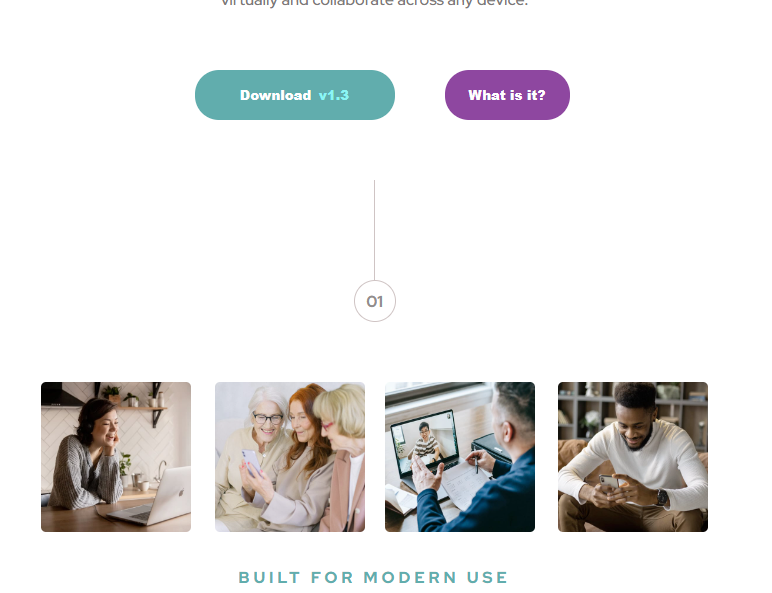 virtually and collaborate across any device.
Download v1.3
What is it?
01
BUILT FOR MODERN USE